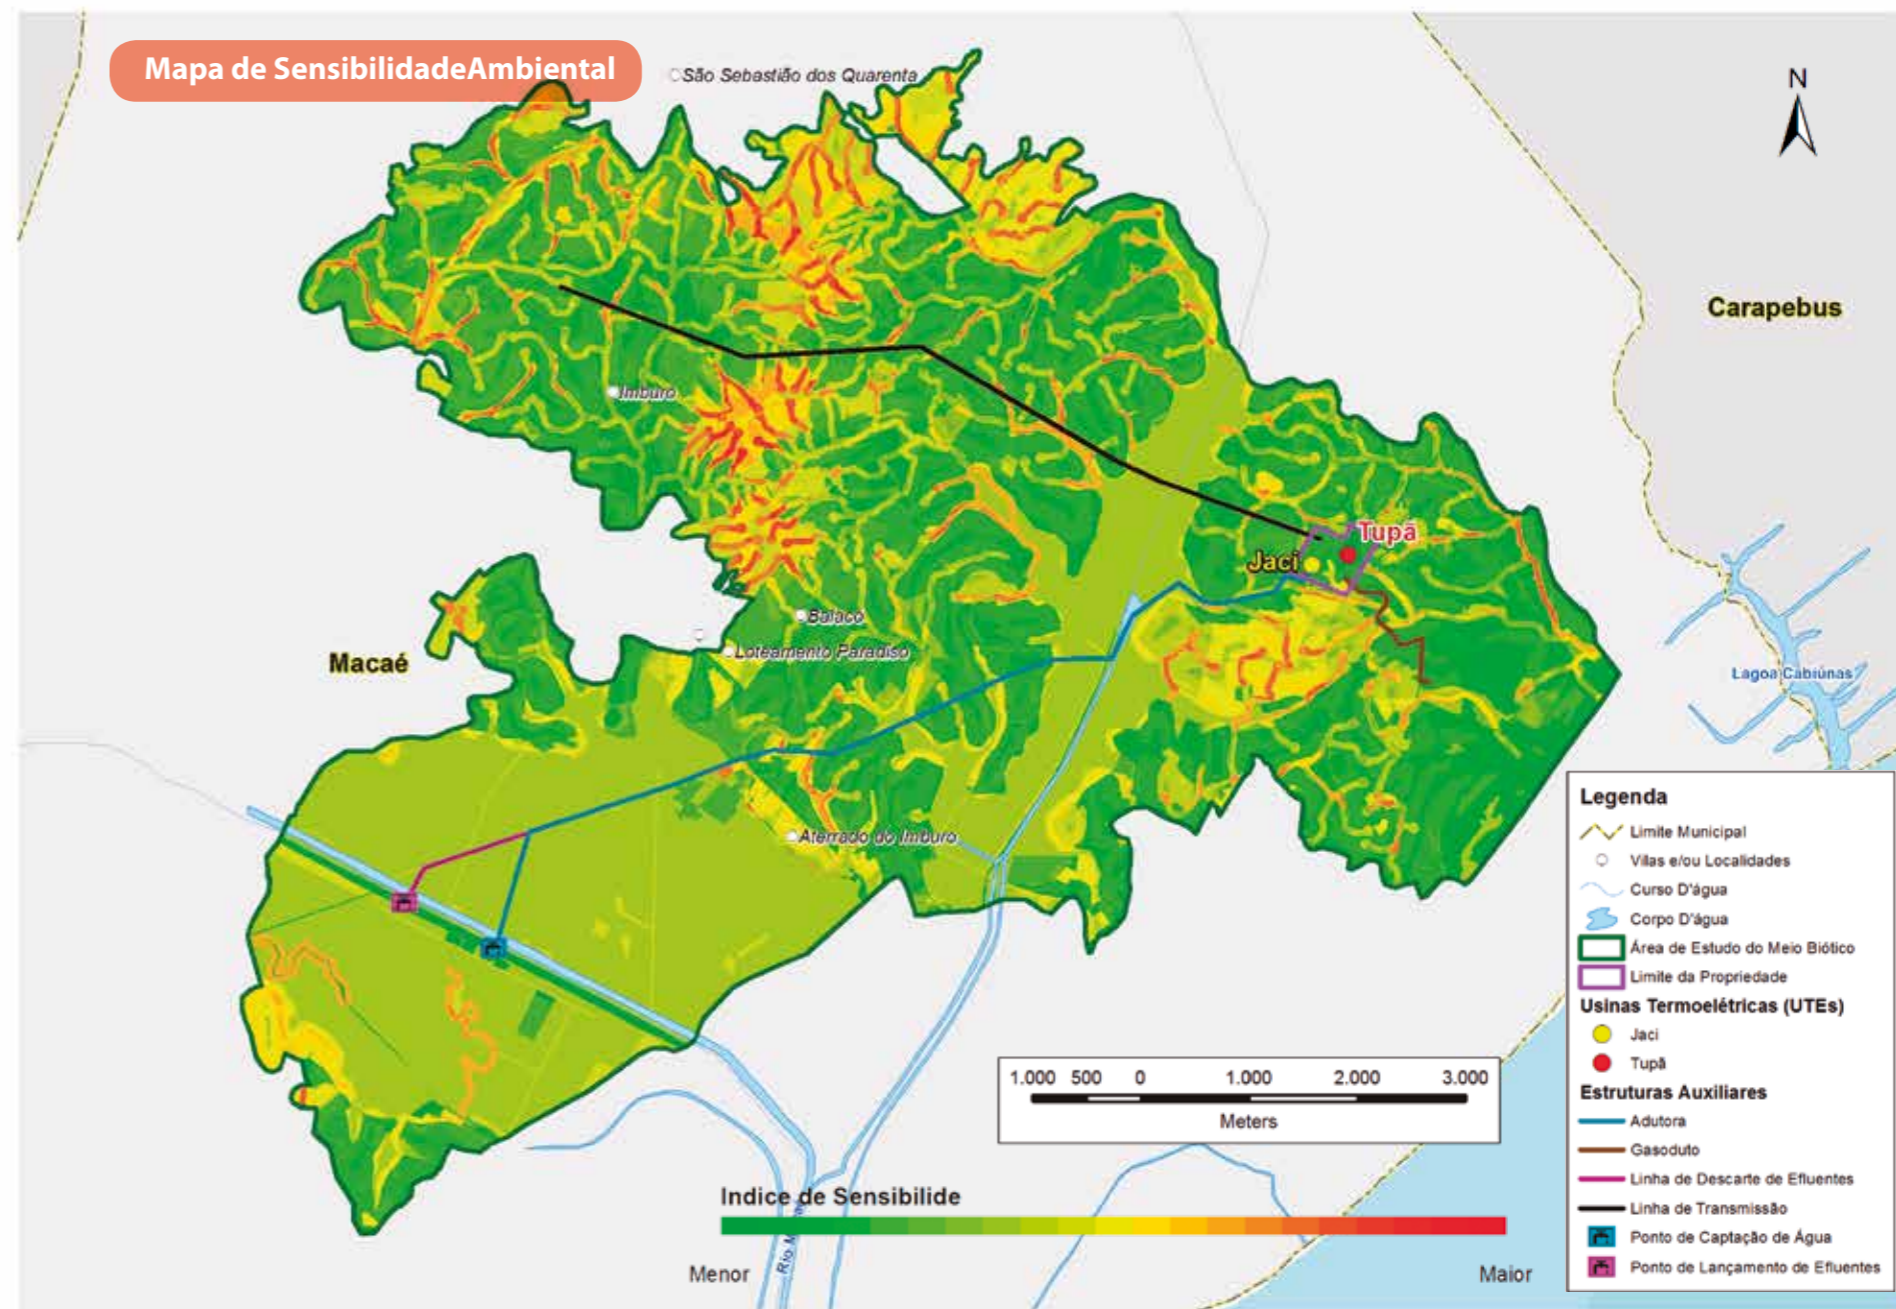 Mapa de SensibilidadeAmbiental
São Sebastião dos Quarenta
N
Carapebus
Imburo
Tupã
Jaci
Balaco
Loteamento Paradiso
Macaé
Lagoa Cabiúnas
Aterrado do Imburo
Legenda
Limite Municipal
Vilas e/ou Localidades
Curso D'água
Corpo D'água
Área de Estudo do Meio Biótico
Limite da Propriedade
Usinas Termoelétricas (UTEs)
Jaci
Tupã
Estruturas Auxiliares
Adutora
Gasoduto
Linha de Descarte de Efluentes
Linha de Transmissão
Ponto de Captação de Água
Ponto de Lançamento de Efluentes
1.000 500 0 1.000 2.000 3.000
Meters
Indice de Sensibilide
Rio
Menor
Maior